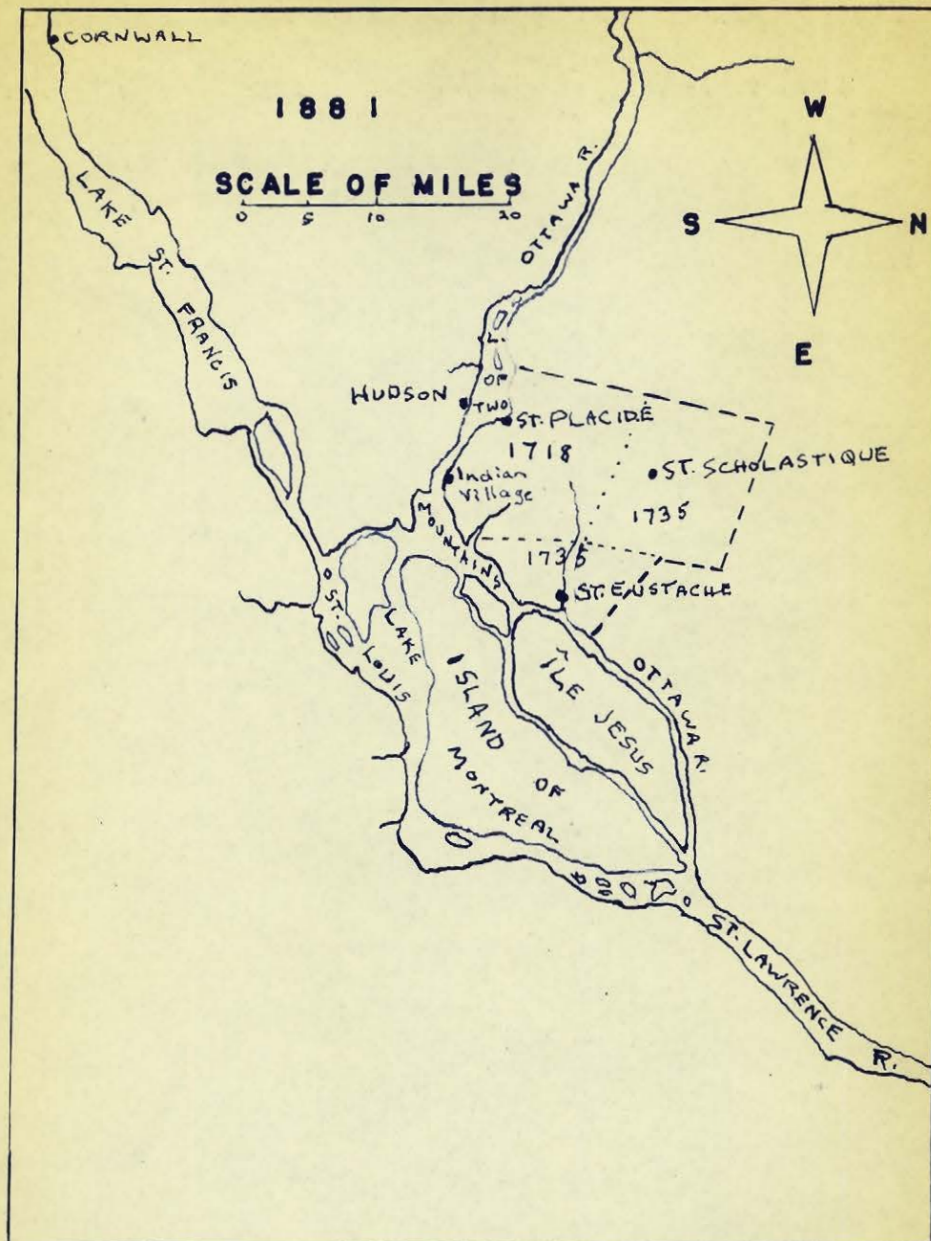 CORNWALL
1881
SCALE OF MILES
0 5 10 20
W
S
N
E
OTTAWA R.
LAKE ST. FRANCIS
L. OF TWO MOUNTAINS
HUDSON
ST. PLACIDE
1718
ST. SCHOLASTIQUE
Indian
Village
1735
1735
ST. ENSTACHE
LAKE ST. LOUIS
ISLAND OF MONTREAL
ÎLE JESUS
OTTAWA R.
ST. LAWRENCE R.